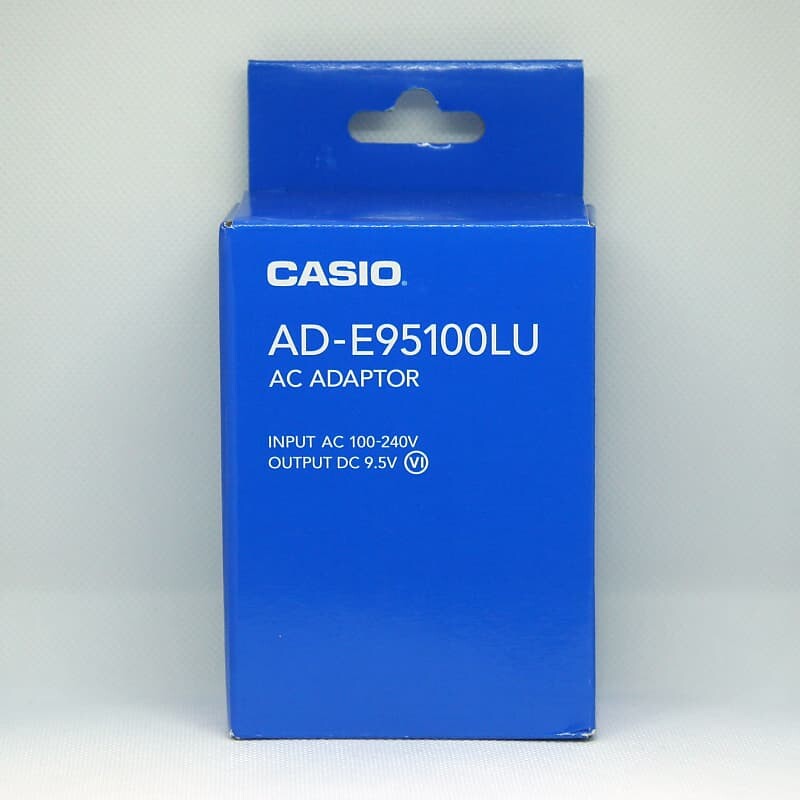 CASIO®
AD-E95100LU
AC ADAPTOR
INPUT AC 100-240V
OUTPUT DC 9.5V VI